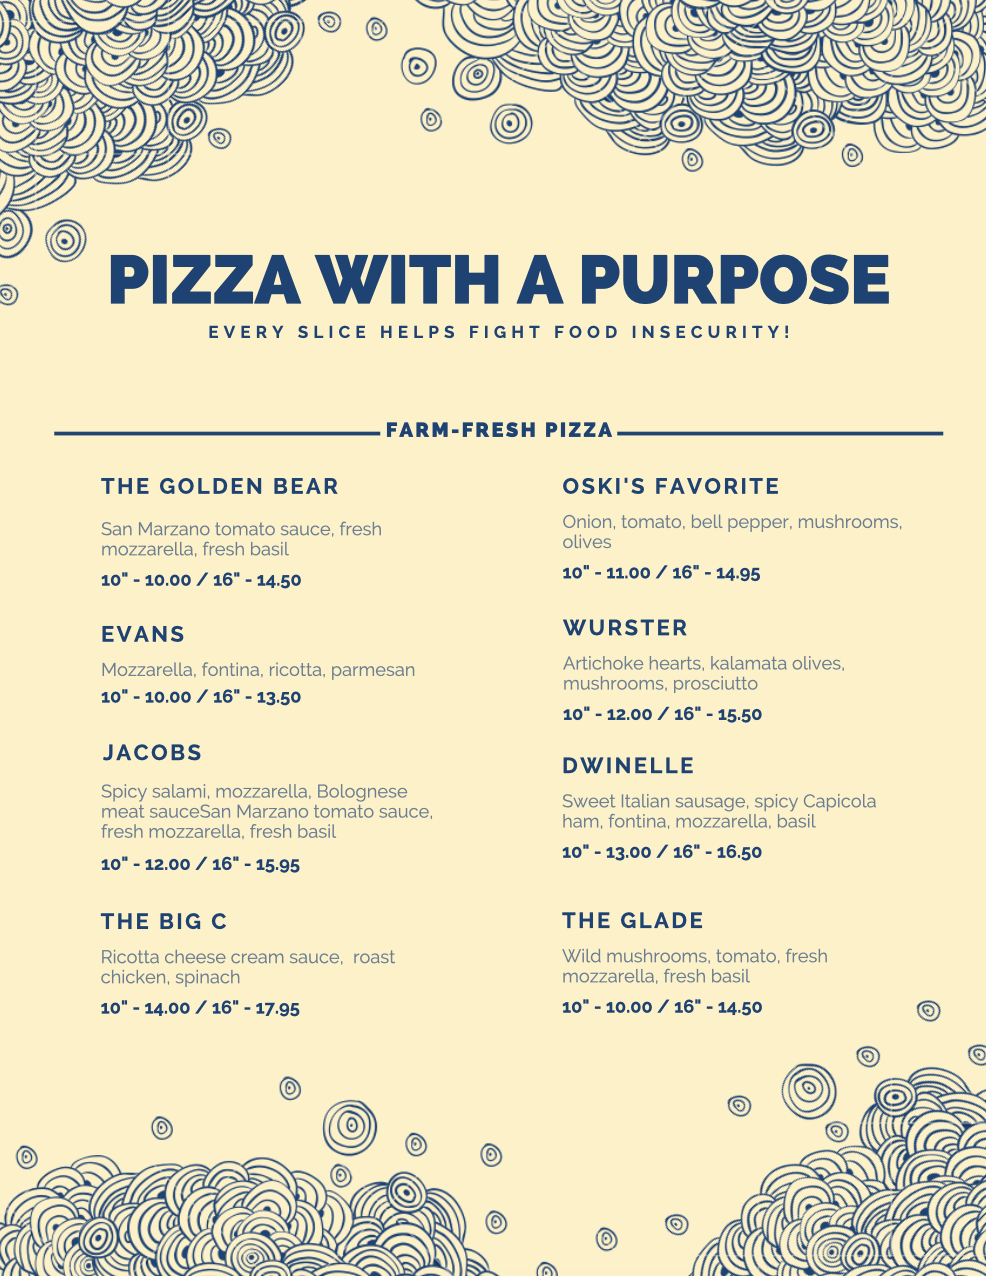 PIZZA WITH A PURPOSE
EVERY SLICE HELPS FIGHT FOOD INSECURITY!
FARM-FRESH PIZZA
THE GOLDEN BEAR
San Marzano tomato sauce, fresh
mozzarella, fresh basil
10" - 10.00 / 16" - 14.50
EVANS
Mozzarella, fontina, ricotta, parmesan
10" - 10.00 / 16" - 13.50
JACOBS
Spicy salami, mozzarella, Bolognese
meat sauceSan Marzano tomato sauce,
fresh mozzarella, fresh basil
10" - 12.00 / 16" - 15.95
THE BIG C
Ricotta cheese cream sauce,  roast
chicken, spinach
10" - 14.00 / 16" - 17.95
OSKI'S FAVORITE
Onion, tomato, bell pepper, mushrooms,
olives
10" - 11.00 / 16" - 14.95
WURSTER
Artichoke hearts, kalamata olives,
mushrooms, prosciutto
10" - 12.00 / 16" - 15.50
DWINELLE
Sweet Italian sausage, spicy Capicola
ham, fontina, mozzarella, basil
10" - 13.00 / 16" - 16.50
THE GLADE
Wild mushrooms, tomato, fresh
mozzarella, fresh basil
10" - 10.00 / 16" - 14.50